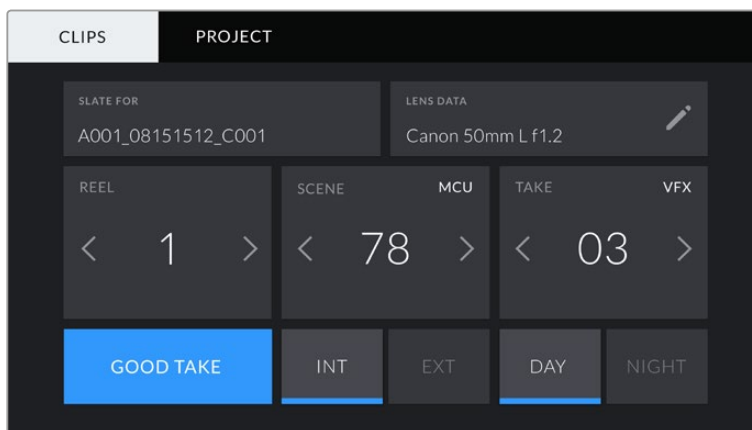 CLIPS PROJECT
SLATE FOR
A001_08151512_C001
LENS DATA
Canon 50mm L f1.2
REEL
1
SCENE MCU
78
TAKE VFX
03
GOOD TAKE
INT
EXT
DAY
NIGHT